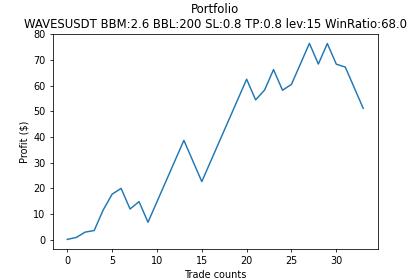 Portfolio
WAVESUSDT BBM:2.6 BBL:200 SL:0.8 TP:0.8 lev:15 WinRatio:68.0
80
70
60
50
40
30
20
10
0
Profit ($)
0 5 10 15 20 25 30
Trade counts